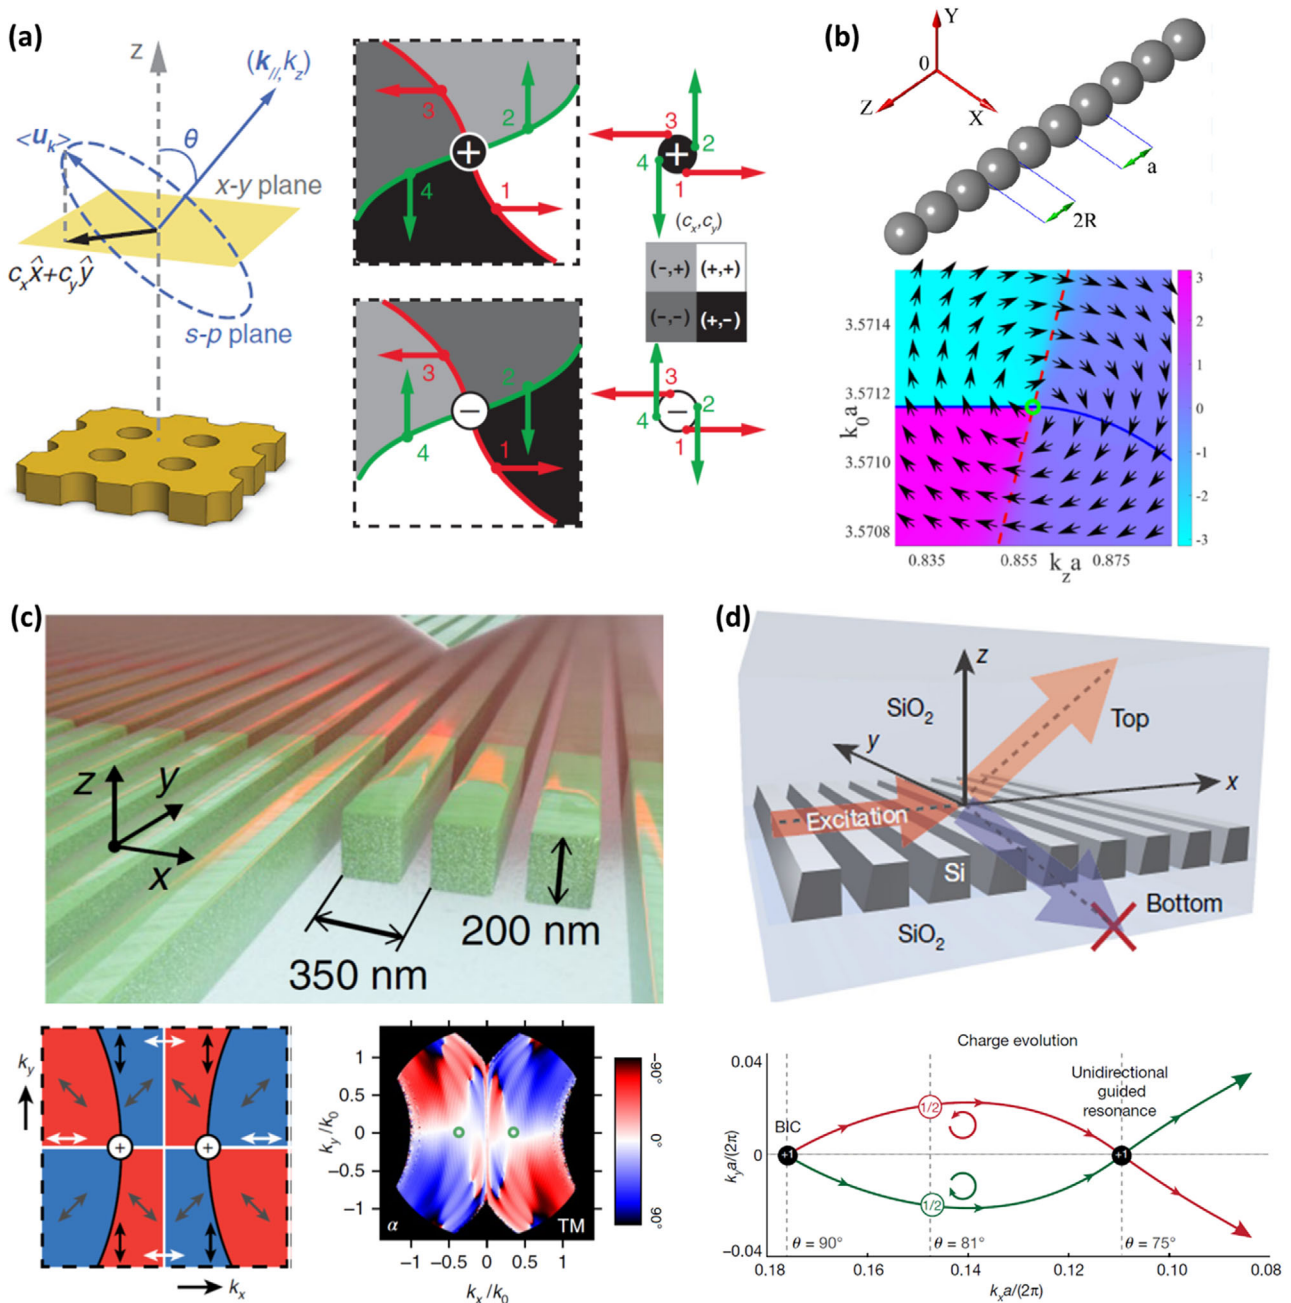 (a)
z
(k//,kz)
θ
<uk>
x-y plane
cxx̂+cyŷ
s-p plane
3
2
+
4
1
3
2
+
4
1
(cx,cy)
(-,+) (+,+)
(-,-) (+,-)
3
2
−
4
1
3
2
−
4
1
(b)
Y
0
Z
X
a
2R
3.5714
3.5712
3.5710
3.5708
k0a
0.835
0.855
0.875
kza
3
2
1
0
-1
-2
-3
(c)
z
y
x
350 nm
200 nm
ky
+
+
kx
ky/k0
1
0.5
0
−0.5
−1
α
TM
−1
−0.5
0
0.5
1
kx/k0
−90°
0°
90°
(d)
z
SiO2
Top
y
x
Excitation
Si
Bottom
SiO2
Charge evolution
0.04
Unidirectional
guided
resonance
BIC
1/2
kya/(2π)
0
+1
+1
1/2
−0.04
θ = 90°
θ = 81°
θ = 75°
0.18
0.16
0.14
0.12
0.10
0.08
kxa/(2π)